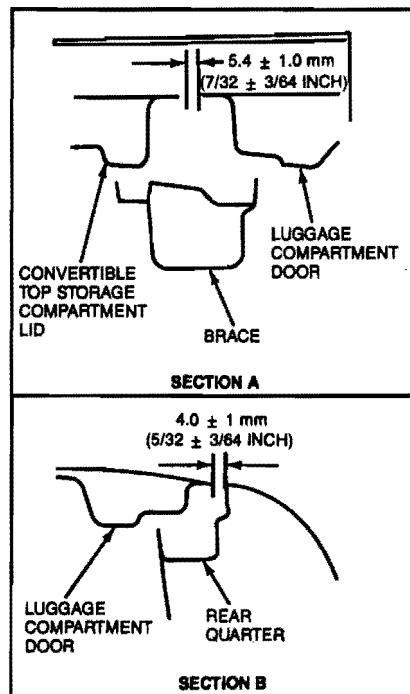 5.4 ± 1.0 mm
(7/32 ± 3/64 INCH)
CONVERTIBLE
TOP STORAGE
COMPARTMENT
LID
LUGGAGE
COMPARTMENT
DOOR
BRACE
SECTION A
4.0 ± 1 mm
(5/32 ± 3/64 INCH)
LUGGAGE
COMPARTMENT
DOOR
REAR
QUARTER
SECTION B